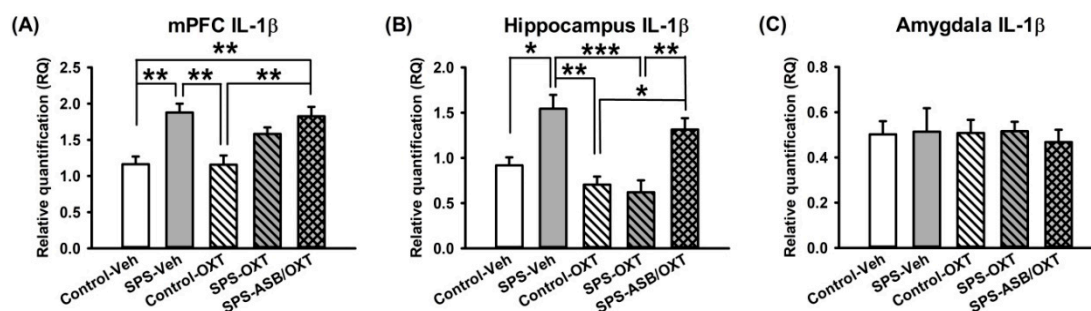 (A)
mPFC IL-1β
Relative quantification (RQ)
2.5
2.0
1.5
1.0
1.5
0.0
**
** ** **
Control-Veh
SPS-Veh
Control-OXT
SPS-OXT
SPS-ASB/OXT
(B)
Hippocampus IL-1β
Relative quantification (RQ)
2.0
1.5
1.0
1.5
0.0
* *** **
**
*
Control-Veh
SPS-Veh
Control-OXT
SPS-OXT
SPS-ASB/OXT
(C)
Amygdala IL-1β
Relative quantification (RQ)
0.8
0.6
0.4
0.2
0.0
Control-Veh
SPS-Veh
Control-OXT
SPS-OXT
SPS-ASB/OXT